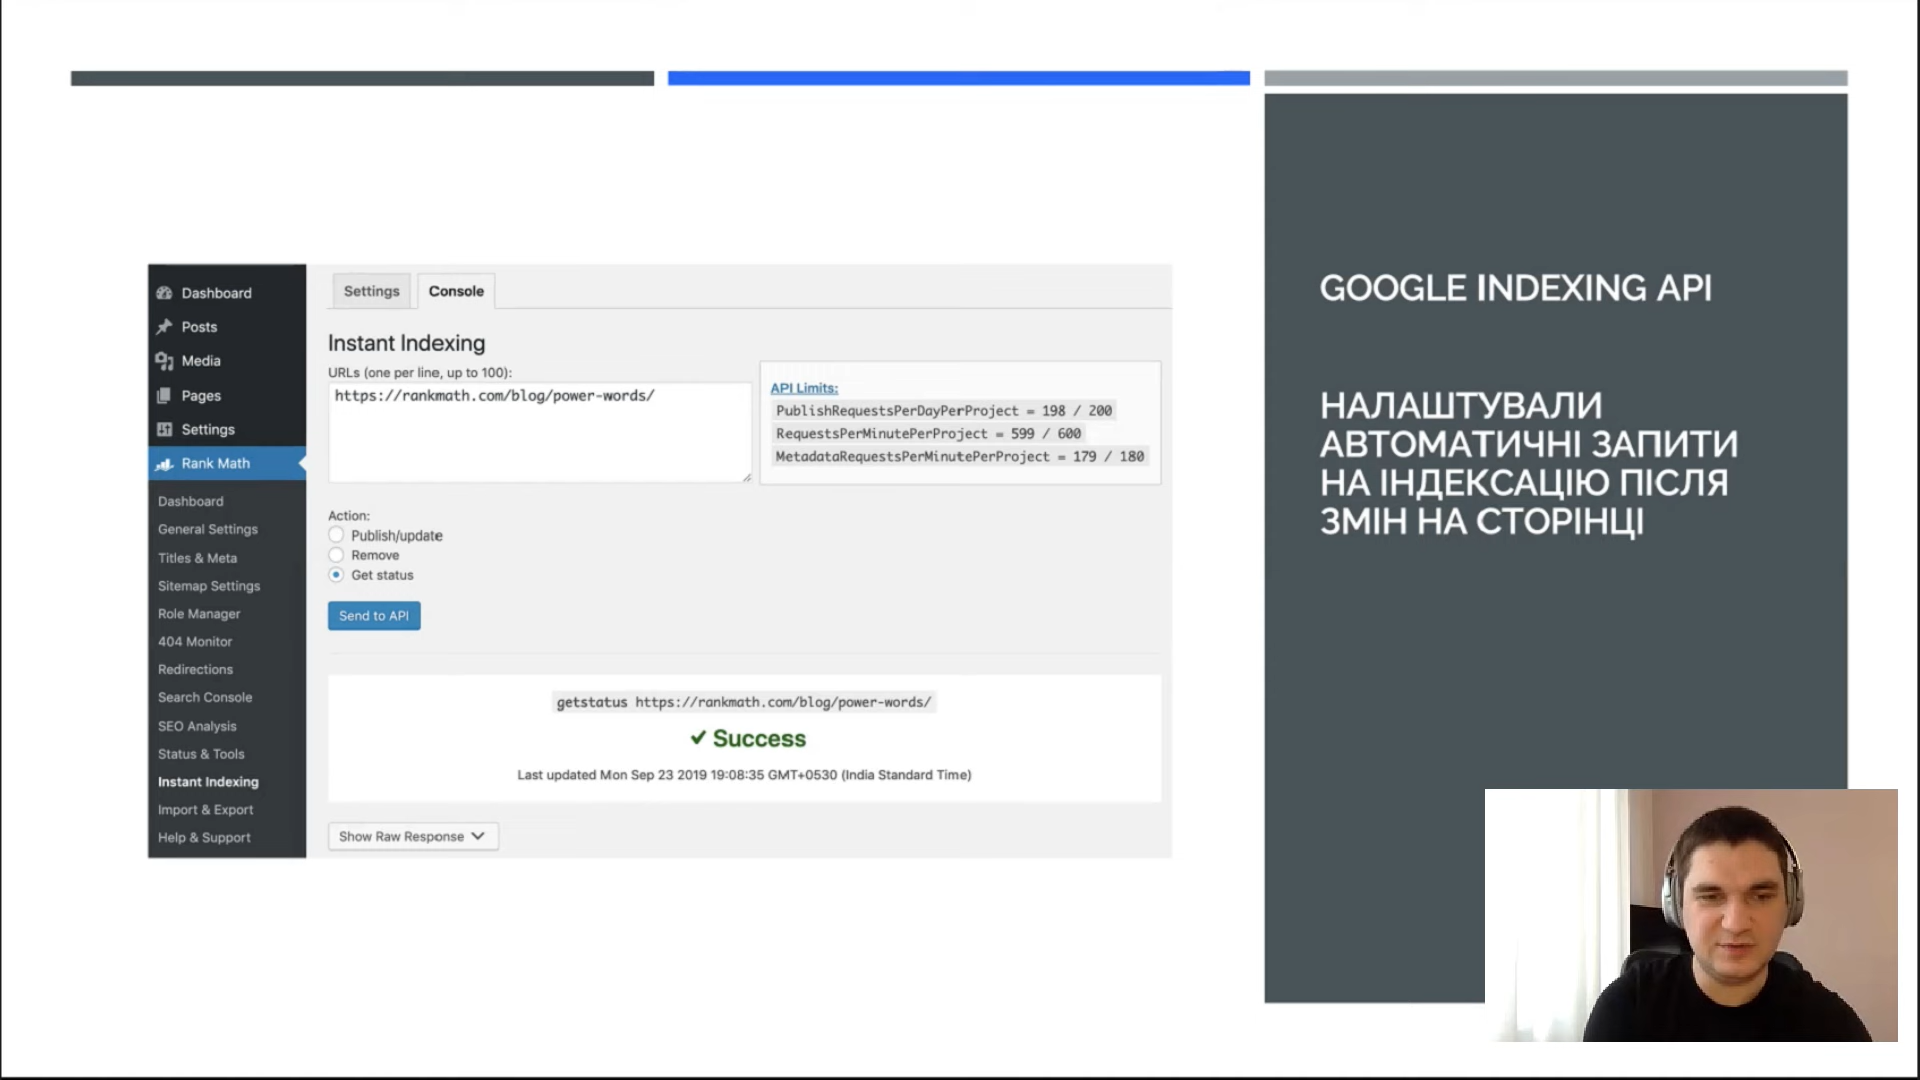 Dashboard
Posts
Media
Pages
Settings
Rank Math
Dashboard
General Settings
Titles & Meta
Sitemap Settings
Role Manager
404 Monitor
Redirections
Search Console
SEO Analysis
Status & Tools
Instant Indexing
Import & Export
Help & Support
Settings
Console
Instant Indexing
URLs (one per line, up to 100):
https://rankmath.com/blog/power-words/
API Limits:
PublishRequestsPerDayPerProject = 198 / 200
RequestsPerMinutePerProject = 599 / 600
MetadataRequestsPerMinutePerProject = 179 / 180
Action:
Publish/update
Remove
Get status
Send to API
getstatus https://rankmath.com/blog/power-words/
✔ Success
Last updated Mon Sep 23 2019 19:08:35 GMT+0530 (India Standard Time)
Show Raw Response
GOOGLE INDEXING API
НАЛАШТУВАЛИ
АВТОМАТИЧНІ ЗАПИТИ
НА ІНДЕКСАЦІЮ ПІСЛЯ
ЗМІН НА СТОРІНЦІ